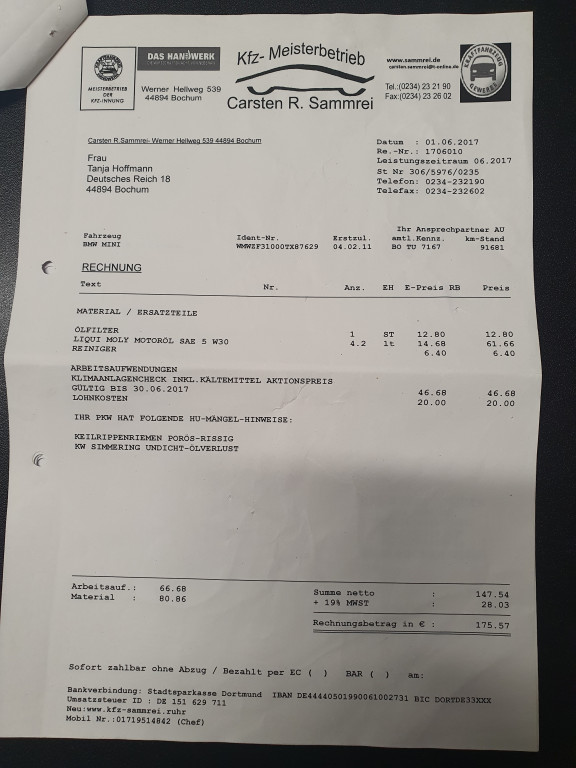 DAS HANDWERK
MEISTERBETRIEB
DER
KFZ-INNUNG
Werner Hellweg 539
44894 Bochum
Kfz- Meisterbetrieb
Carsten R. Sammrei
www.sammrei.de
carsten.sammrei@t-online.de
Tel.:(0234) 23 21 90
Fax:(0234) 23 26 02
KRAFTFAHRZEUG
GEWERBE
Carsten R.Sammrei- Werner Hellweg 539 44894 Bochum
Frau
Tanja Hoffmann
Deutsches Reich 18
44894 Bochum
Datum : 01.06.2017
Re.-Nr.: 1706010
Leistungszeitraum 06.2017
St Nr 306/5976/0235
Telefon: 0234-232190
Telefax: 0234-232602
Ihr Ansprechpartner AU
Fahrzeug Ident-Nr. Erstzul. amtl.Kennz. km-Stand
BMW MINI WMWZF31000TX87629 04.02.11 BO TU 7167 91681
RECHNUNG
Text Nr. Anz. EH E-Preis RB Preis
MATERIAL / ERSATZTEILE
ÖLFILTER 1 ST 12.80 12.80
LIQUI MOLY MOTORÖL SAE 5 W30 4.2 lt 14.68 61.66
REINIGER 6.40 6.40
ARBEITSAUFWENDUNGEN
KLIMAANLAGENCHECK INKL.KÄLTEMITTEL AKTIONSPREIS
GÜLTIG BIS 30.06.2017 46.68 46.68
LOHNKOSTEN 20.00 20.00
IHR PKW HAT FOLGENDE HU-MÄNGEL-HINWEISE:
KEILRIPPENRIEMEN PORÖS-RISSIG
KW SIMMERING UNDICHT-ÖLVERLUST
Arbeitsauf.: 66.68
Material : 80.86
Summe netto : 147.54
+ 19% MWST : 28.03
Rechnungsbetrag in € : 175.57
Sofort zahlbar ohne Abzug / Bezahlt per EC ( ) BAR ( ) am:
Bankverbindung: Stadtsparkasse Dortmund IBAN DE44440501990061002731 BIC DORTDE33XXX
Umsatzsteuer ID : DE 151 629 711
Neu:www.kfz-sammrei.ruhr
Mobil Nr.:01719514842 (Chef)